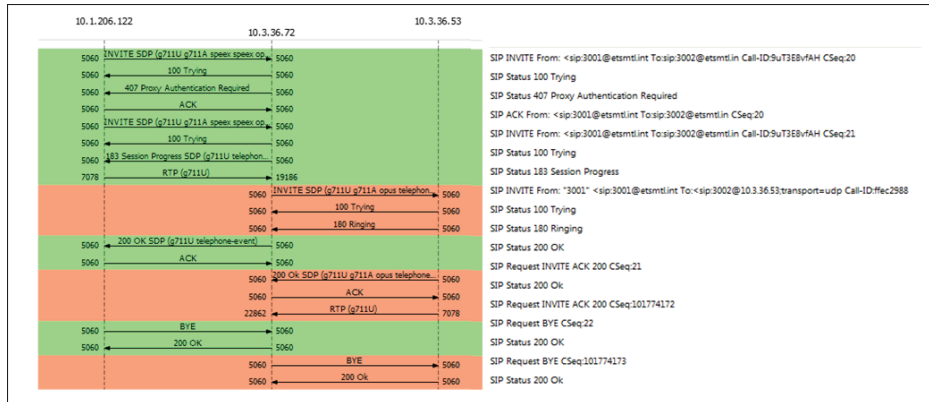 10.1.206.122
10.3.36.72
10.3.36.53
5060 INVITE SDP (g711U g711A speex speex op... 5060 SIP INVITE From: <sip:3001@etsmtl.int To:sip:3002@etsmtl.in Call-ID:9uT3E8vfAH CSeq:20
5060 100 Trying 5060 SIP Status 100 Trying
5060 407 Proxy Authentication Required 5060 SIP Status 407 Proxy Authentication Required
5060 ACK 5060 SIP ACK From: <sip:3001@etsmtl.int To:sip:3002@etsmtl.in CSeq:20
5060 INVITE SDP (g711U g711A speex speex op... 5060 SIP INVITE From: <sip:3001@etsmtl.int To:sip:3002@etsmtl.in Call-ID:9uT3E8vfAH CSeq:21
5060 100 Trying 5060 SIP Status 100 Trying
5060 183 Session Progress SDP (g711U telephon... 5060 SIP Status 183 Session Progress
7078 RTP (g711U) 19186
5060 INVITE SDP (g711U g711A opus telephon... 5060 SIP INVITE From: "3001" <sip:3001@etsmtl.int To:<sip:3002@10.3.36.53;transport=udp Call-ID:ffec2988
5060 100 Trying 5060 SIP Status 100 Trying
5060 180 Ringing 5060 SIP Status 180 Ringing
5060 200 OK SDP (g711U telephone-event) 5060 SIP Status 200 OK
5060 ACK 5060 SIP Request INVITE ACK 200 CSeq:21
5060 200 Ok SDP (g711U g711A opus telephone... 5060 SIP Status 200 Ok
5060 ACK 5060 SIP Request INVITE ACK 200 CSeq:101774172
22862 RTP (g711U) 7078
5060 BYE 5060 SIP Request BYE CSeq:22
5060 200 OK 5060 SIP Status 200 OK
5060 BYE 5060 SIP Request BYE CSeq:101774173
5060 200 Ok 5060 SIP Status 200 Ok